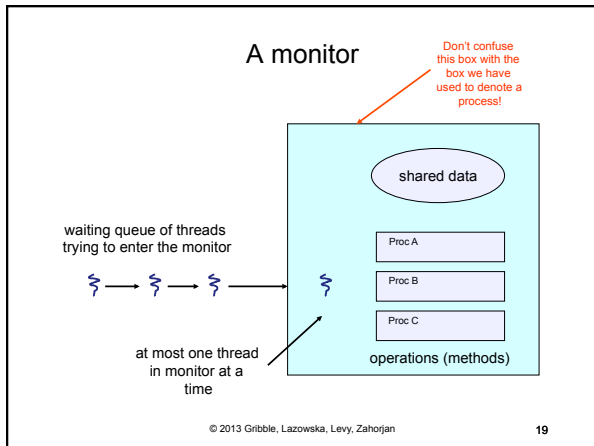 A monitor
Don't confuse
this box with the
box we have
used to denote a
process!
shared data
waiting queue of threads
trying to enter the monitor
Proc A
Proc B
Proc C
at most one thread
in monitor at a
time
operations (methods)
© 2013 Gribble, Lazowska, Levy, Zahorjan
19